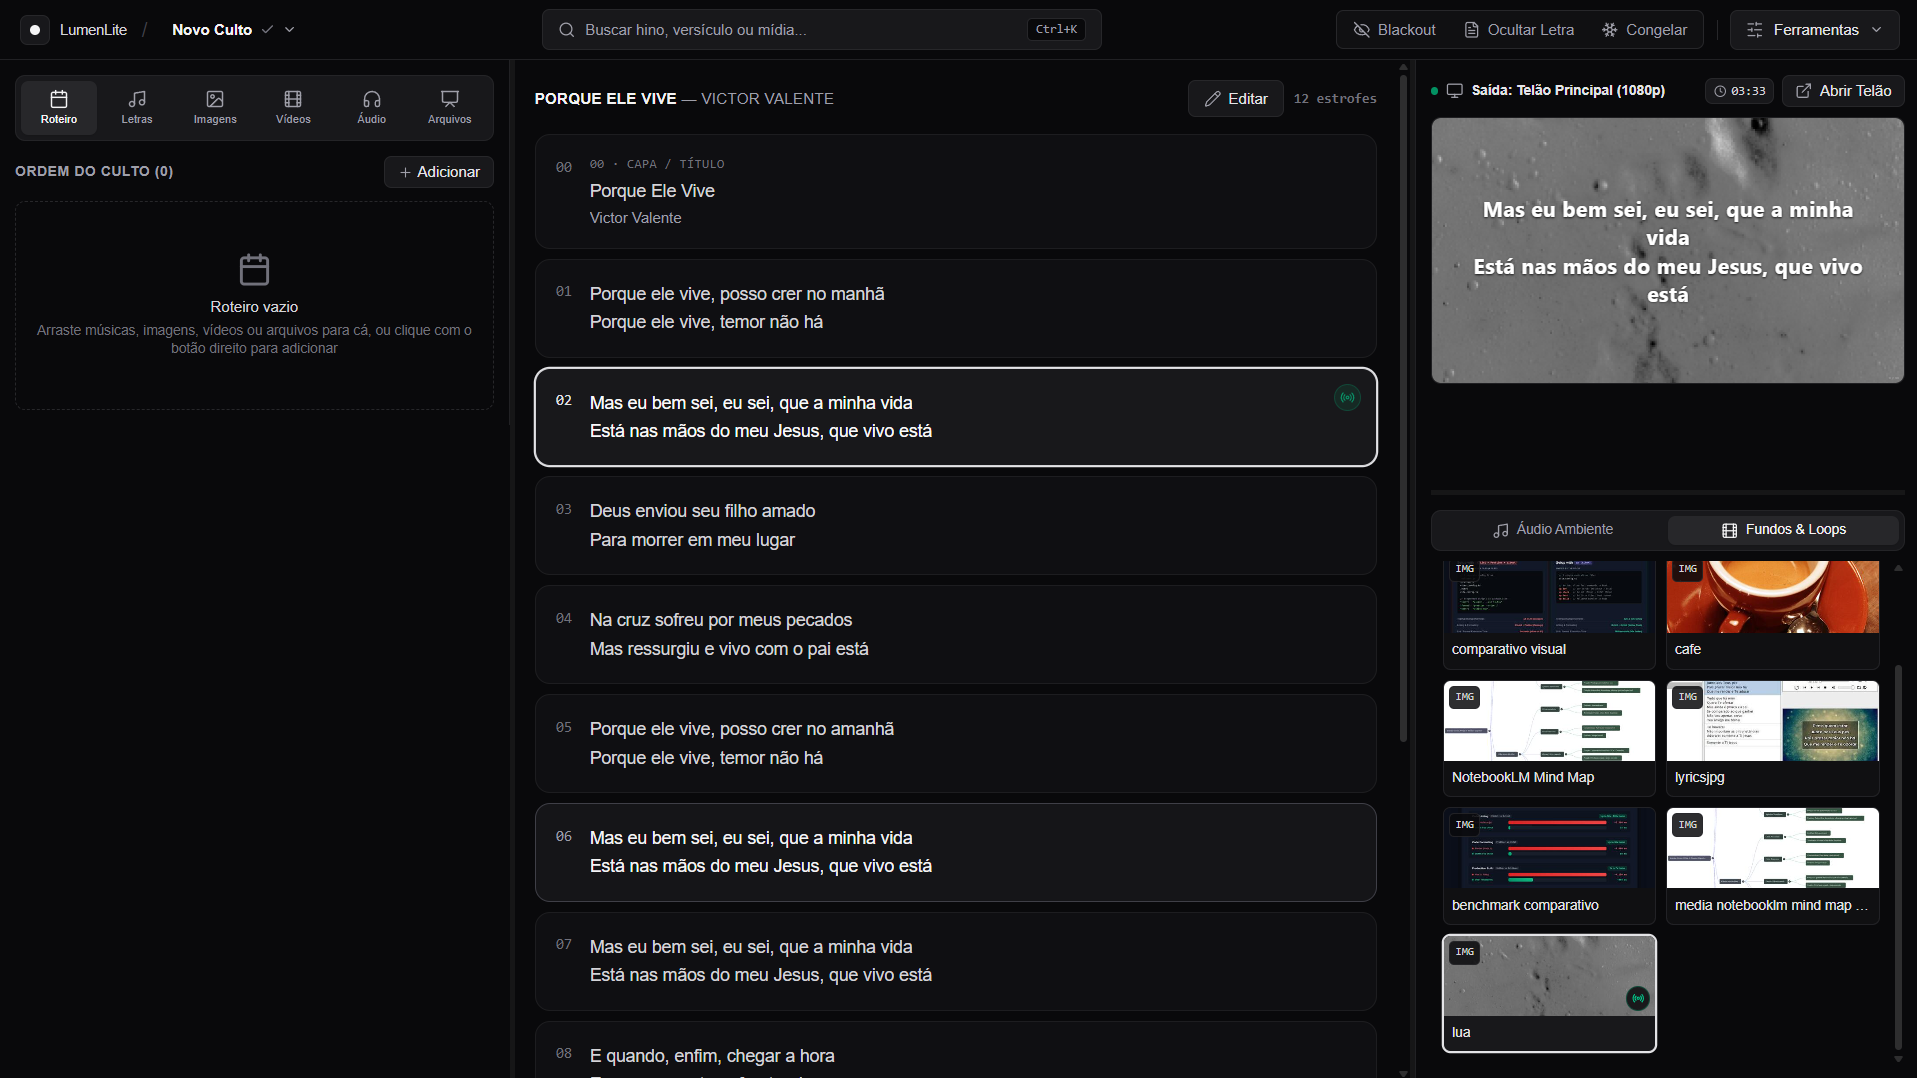 LumenLite / Novo Culto
Buscar hino, versículo ou mídia...
Ctrl+K
Blackout
Ocultar Letra
Congelar
Ferramentas
Roteiro
Letras
Imagens
Vídeos
Áudio
Arquivos
ORDEM DO CULTO (0)
Adicionar
Roteiro vazio
Arraste músicas, imagens, vídeos ou arquivos para cá, ou clique com o
botão direito para adicionar
PORQUE ELE VIVE — VICTOR VALENTE
Editar
12 estrofes
00
00 · CAPA / TÍTULO
Porque Ele Vive
Victor Valente
01
Porque ele vive, posso crer no manhã
Porque ele vive, temor não há
02
Mas eu bem sei, eu sei, que a minha vida
Está nas mãos do meu Jesus, que vivo está
03
Deus enviou seu filho amado
Para morrer em meu lugar
04
Na cruz sofreu por meus pecados
Mas ressurgiu e vivo com o pai está
05
Porque ele vive, posso crer no amanhã
Porque ele vive, temor não há
06
Mas eu bem sei, eu sei, que a minha vida
Está nas mãos do meu Jesus, que vivo está
07
Mas eu bem sei, eu sei, que a minha vida
Está nas mãos do meu Jesus, que vivo está
08
E quando, enfim, chegar a hora
Saída: Telão Principal (1080p)
03:33
Abrir Telão
Mas eu bem sei, eu sei, que a minha
vida
Está nas mãos do meu Jesus, que vivo
está
Áudio Ambiente
Fundos & Loops
IMG
comparativo visual
IMG
cafe
IMG
NotebookLM Mind Map
IMG
lyricsjpg
IMG
benchmark comparativo
IMG
media notebooklm mind map ...
IMG
lua